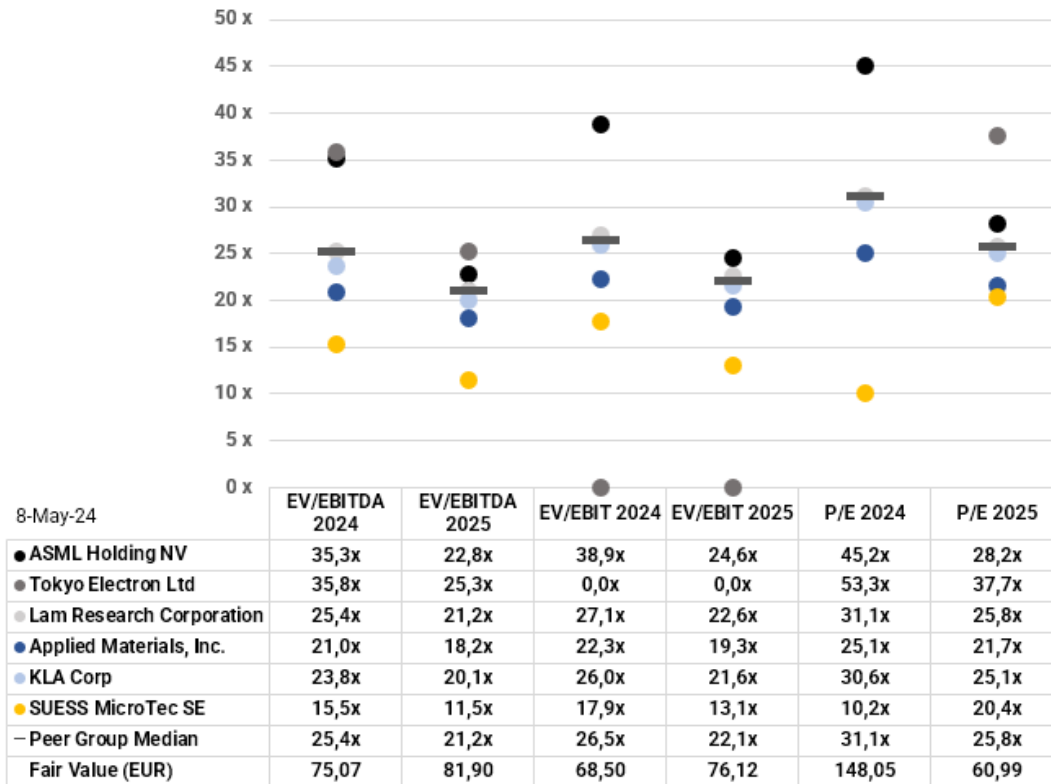 50 x
45 x
40 x
35 x
30 x
25 x
20 x
15 x
10 x
5 x
0 x
8-May-24 EV/EBITDA 2024 EV/EBITDA 2025 EV/EBIT 2024 EV/EBIT 2025 P/E 2024 P/E 2025
ASML Holding NV 35,3x 22,8x 38,9x 24,6x 45,2x 28,2x
Tokyo Electron Ltd 35,8x 25,3x 0,0x 0,0x 53,3x 37,7x
Lam Research Corporation 25,4x 21,2x 27,1x 22,6x 31,1x 25,8x
Applied Materials, Inc. 21,0x 18,2x 22,3x 19,3x 25,1x 21,7x
KLA Corp 23,8x 20,1x 26,0x 21,6x 30,6x 25,1x
SUESS MicroTec SE 15,5x 11,5x 17,9x 13,1x 10,2x 20,4x
Peer Group Median 25,4x 21,2x 26,5x 22,1x 31,1x 25,8x
Fair Value (EUR) 75,07 81,90 68,50 76,12 148,05 60,99